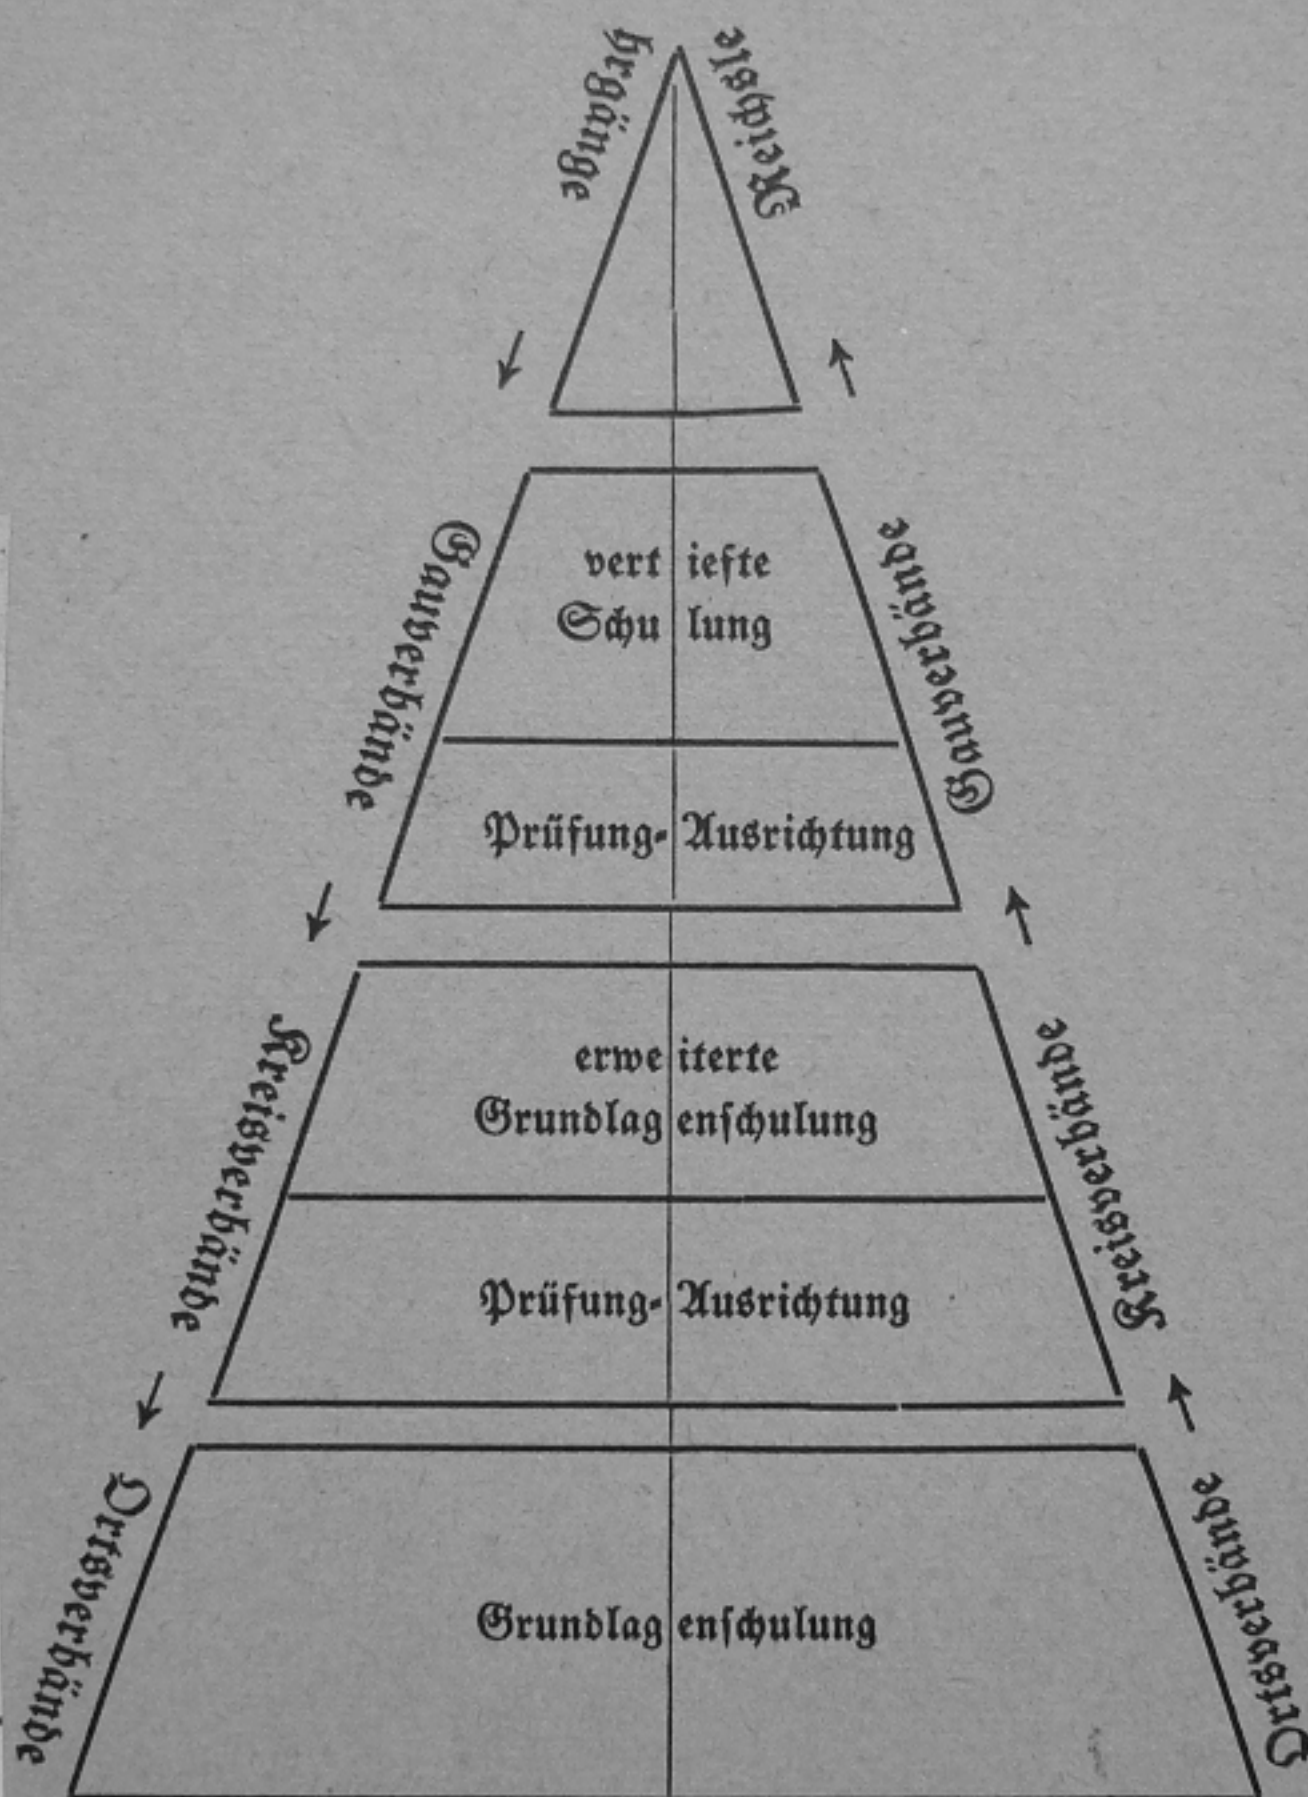 Reichsle
hrgänge
vertiefte
Schulung
Gauverbände
Gauverbände
Prüfung-Ausrichtung
erweiterte
Grundlagenschulung
Kreisverbände
Kreisverbände
Prüfung-Ausrichtung
Ortsverbände
Ortsverbände
Grundlagenschulung